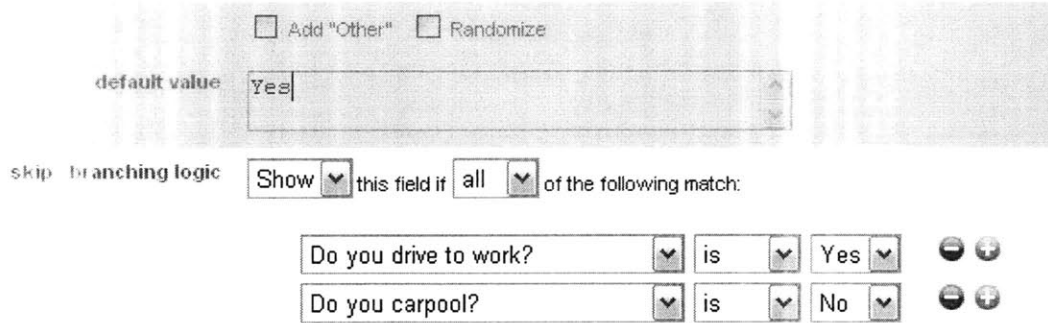 Add "Other" Randomize
default value Yes
skip branching logic Show this field if all of the following match:
Do you drive to work? is Yes
Do you carpool? is No